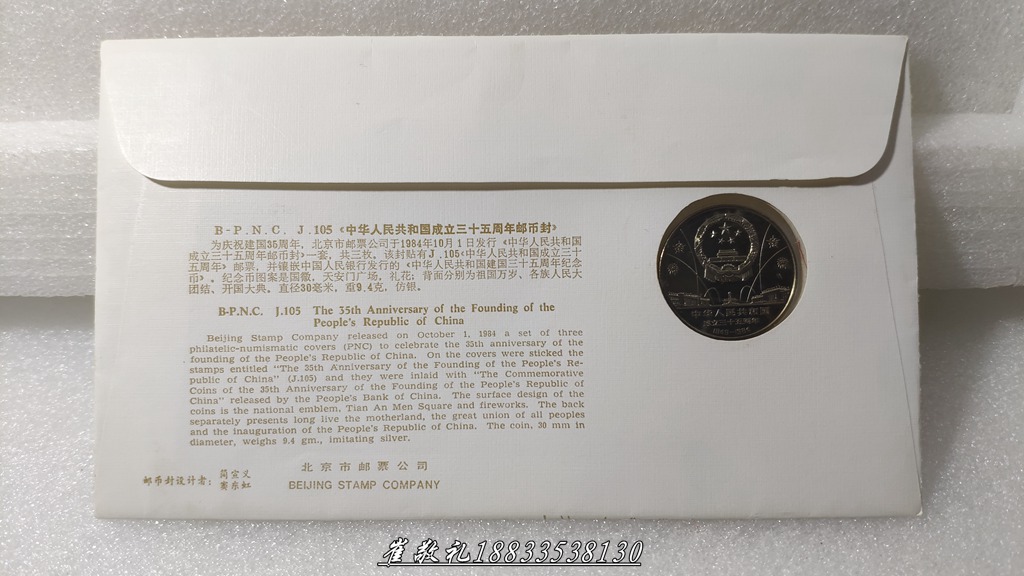 B-P.N.C. J.105《中华人民共和国成立三十五周年邮币封》
为庆祝建国35周年，北京市邮票公司于1984年10月1日发行《中华人民共和国
成立三十五周年邮币封》一套，共三枚。该封贴有J.105《中华人民共和国成立三十
五周年》邮票，并镶嵌中国人民银行发行的《中华人民共和国建国三十五周年纪念
币》。纪念币图案是国徽、天安门广场、礼花；背面分别为祖国万岁、各族人民大
团结、开国大典。直径30毫米，重9.4克，仿银。
B-P.N.C. J.105 The 35th Anniversary of the Founding of the
People's Republic of China
Beijing Stamp Company released on October 1, 1984 a set of three
philatelic-numismatic covers (PNC) to celebrate the 35th anniversary of the
founding of the People's Republic of China. On the covers were sticked the
stamps entitled "The 35th Anniversary of the Founding of the People's Re-
public of China" (J.105) and they were inlaid with "The Commemorative
Coins of the 35th Anniversary of the Founding of the People's Republic of
China" released by the People's Bank of China. The surface design of the
coins is the national emblem, Tian An Men Square and fireworks. The back
separately presents long live the motherland, the great union of all peoples
and the inauguration of the People's Republic of China. The coin, 30 mm in
diameter, weighs 9.4 gm., imitating silver.
北京市邮票公司
BEIJING STAMP COMPANY
邮币封设计者：
中华人民共和国
成立三十五周年
1949-1984
崔敬礼18833538130